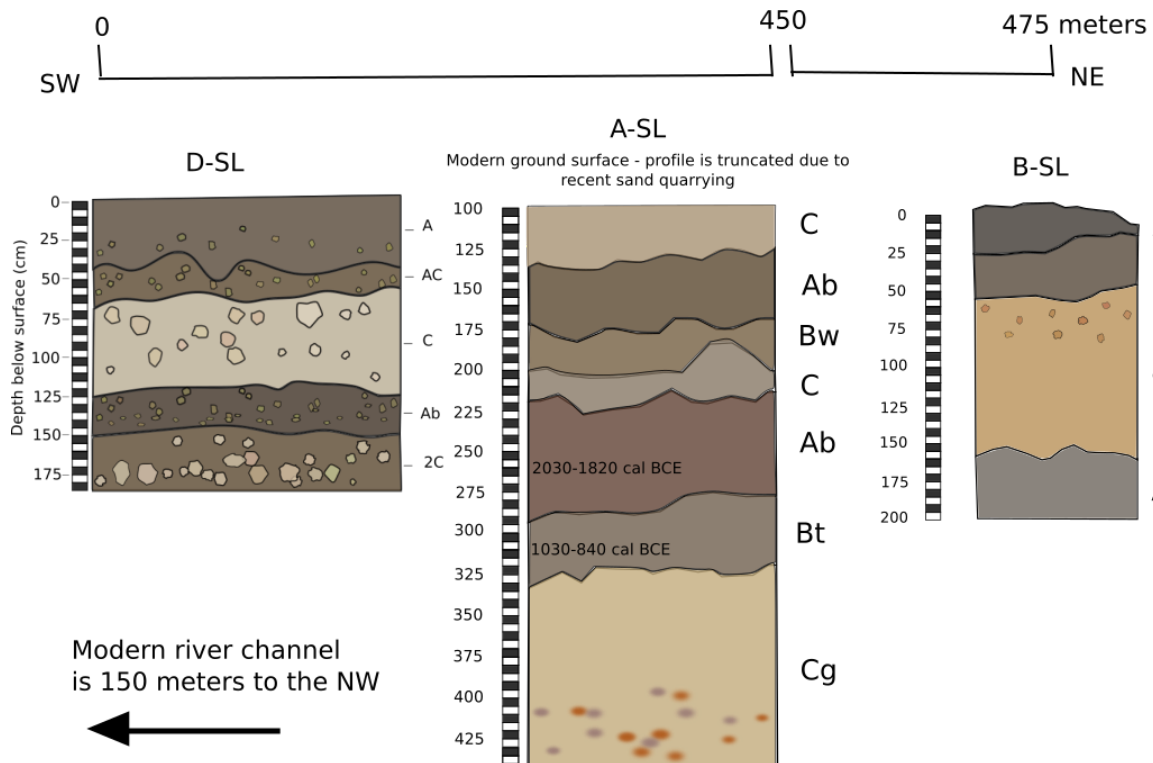 0
450
475 meters
SW
NE
D-SL
A-SL
Modern ground surface - profile is truncated due to
recent sand quarrying
B-SL
Depth below surface (cm)
0
25
50
75
100
125
150
175
A
AC
C
Ab
2C
100
125
150
175
200
225
250
275
300
325
350
375
400
425
C
Ab
Bw
C
Ab
Bt
Cg
2030-1820 cal BCE
1030-840 cal BCE
0
25
50
75
100
125
150
175
200
Modern river channel
is 150 meters to the NW